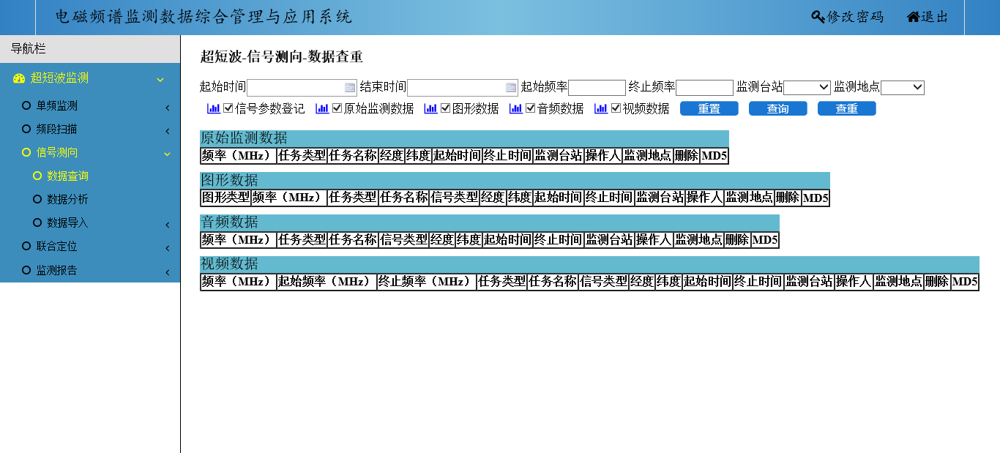 电磁频谱监测数据综合管理与应用系统 修改密码 退出
导航栏
超短波监测
单频监测
频段扫描
信号测向
数据查询
数据分析
数据导入
联合定位
监测报告
超短波-信号测向-数据查重
起始时间 结束时间 起始频率 终止频率 监测台站 监测地点
信号参数登记 原始监测数据 图形数据 音频数据 视频数据 重置 查询 查重
原始监测数据
频率（MHz） 任务类型 任务名称 经度 纬度 起始时间 终止时间 监测台站 操作人 监测地点 删除 MD5
图形数据
图形类型 频率（MHz） 任务类型 任务名称 信号类型 经度 纬度 起始时间 终止时间 监测台站 操作人 监测地点 删除 MD5
音频数据
频率（MHz） 任务类型 任务名称 信号类型 经度 纬度 起始时间 终止时间 监测台站 操作人 监测地点 删除 MD5
视频数据
频率（MHz） 起始频率（MHz） 终止频率（MHz） 任务类型 任务名称 信号类型 经度 纬度 起始时间 终止时间 监测台站 操作人 监测地点 删除 MD5